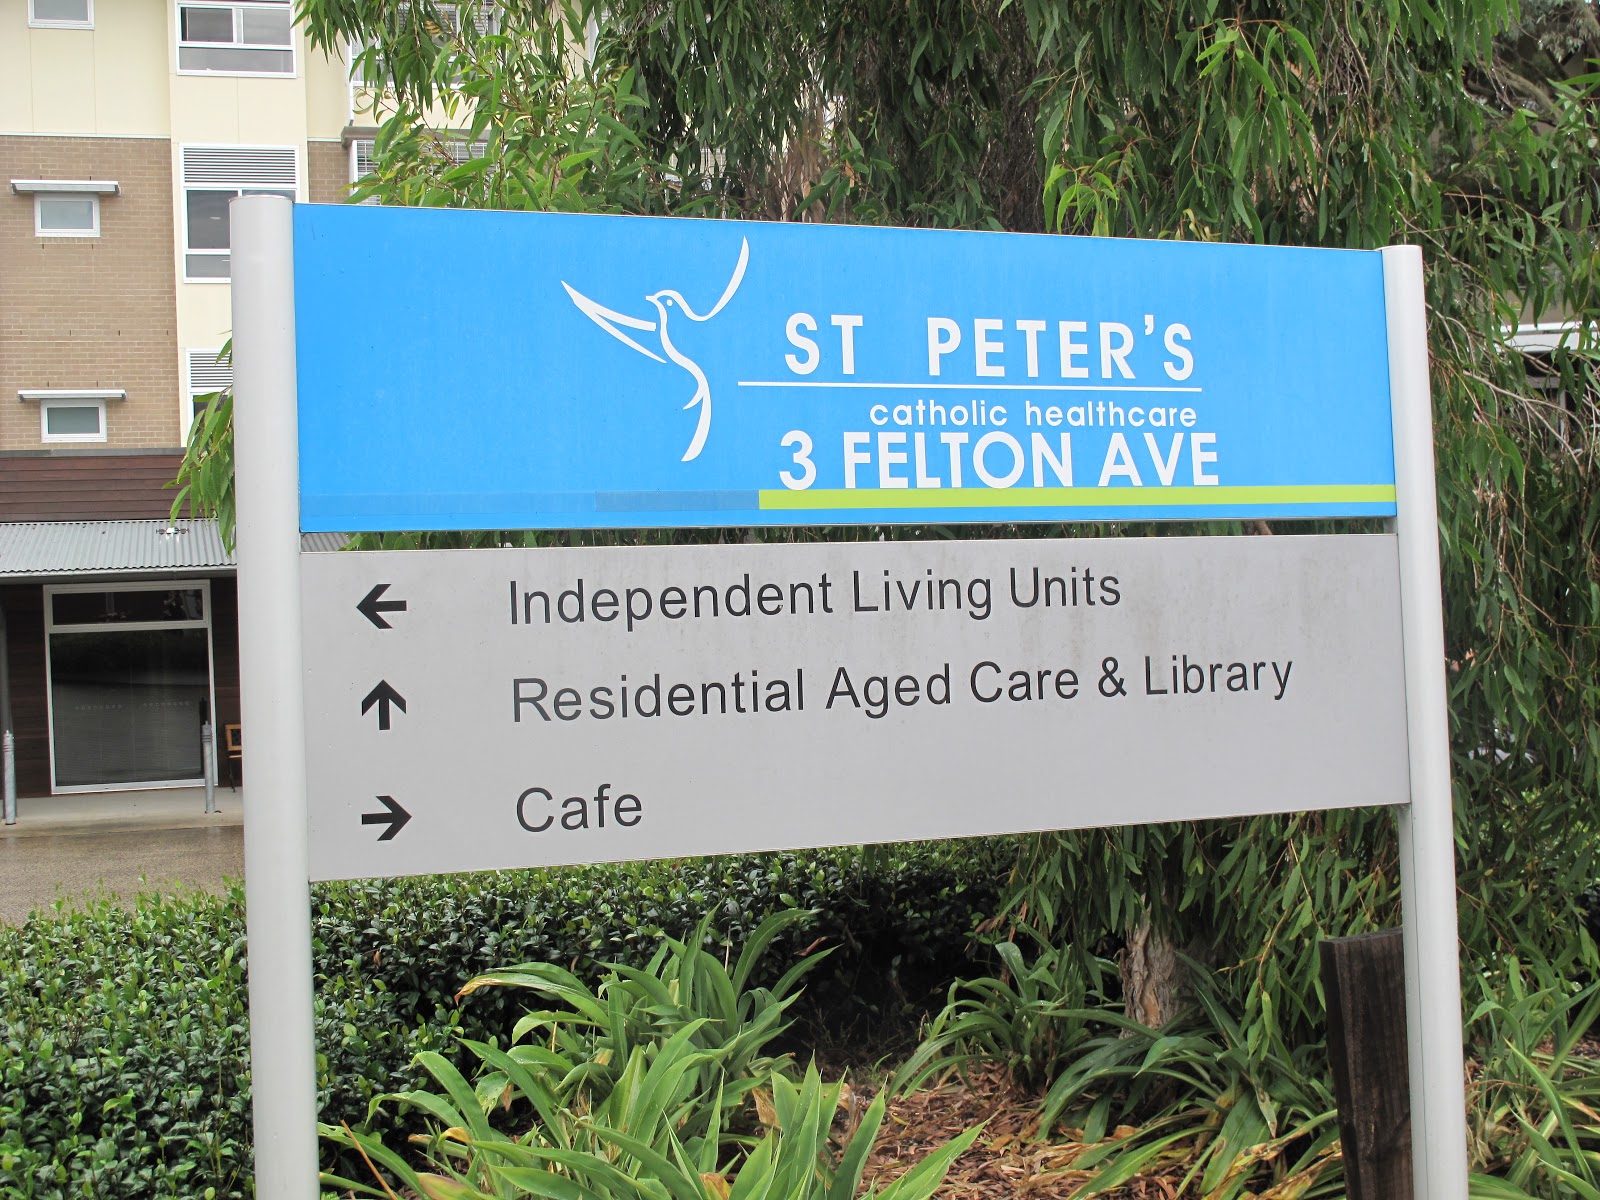 ST PETER'S
catholic healthcare
3 FELTON AVE
← Independent Living Units
↑ Residential Aged Care & Library
→ Cafe